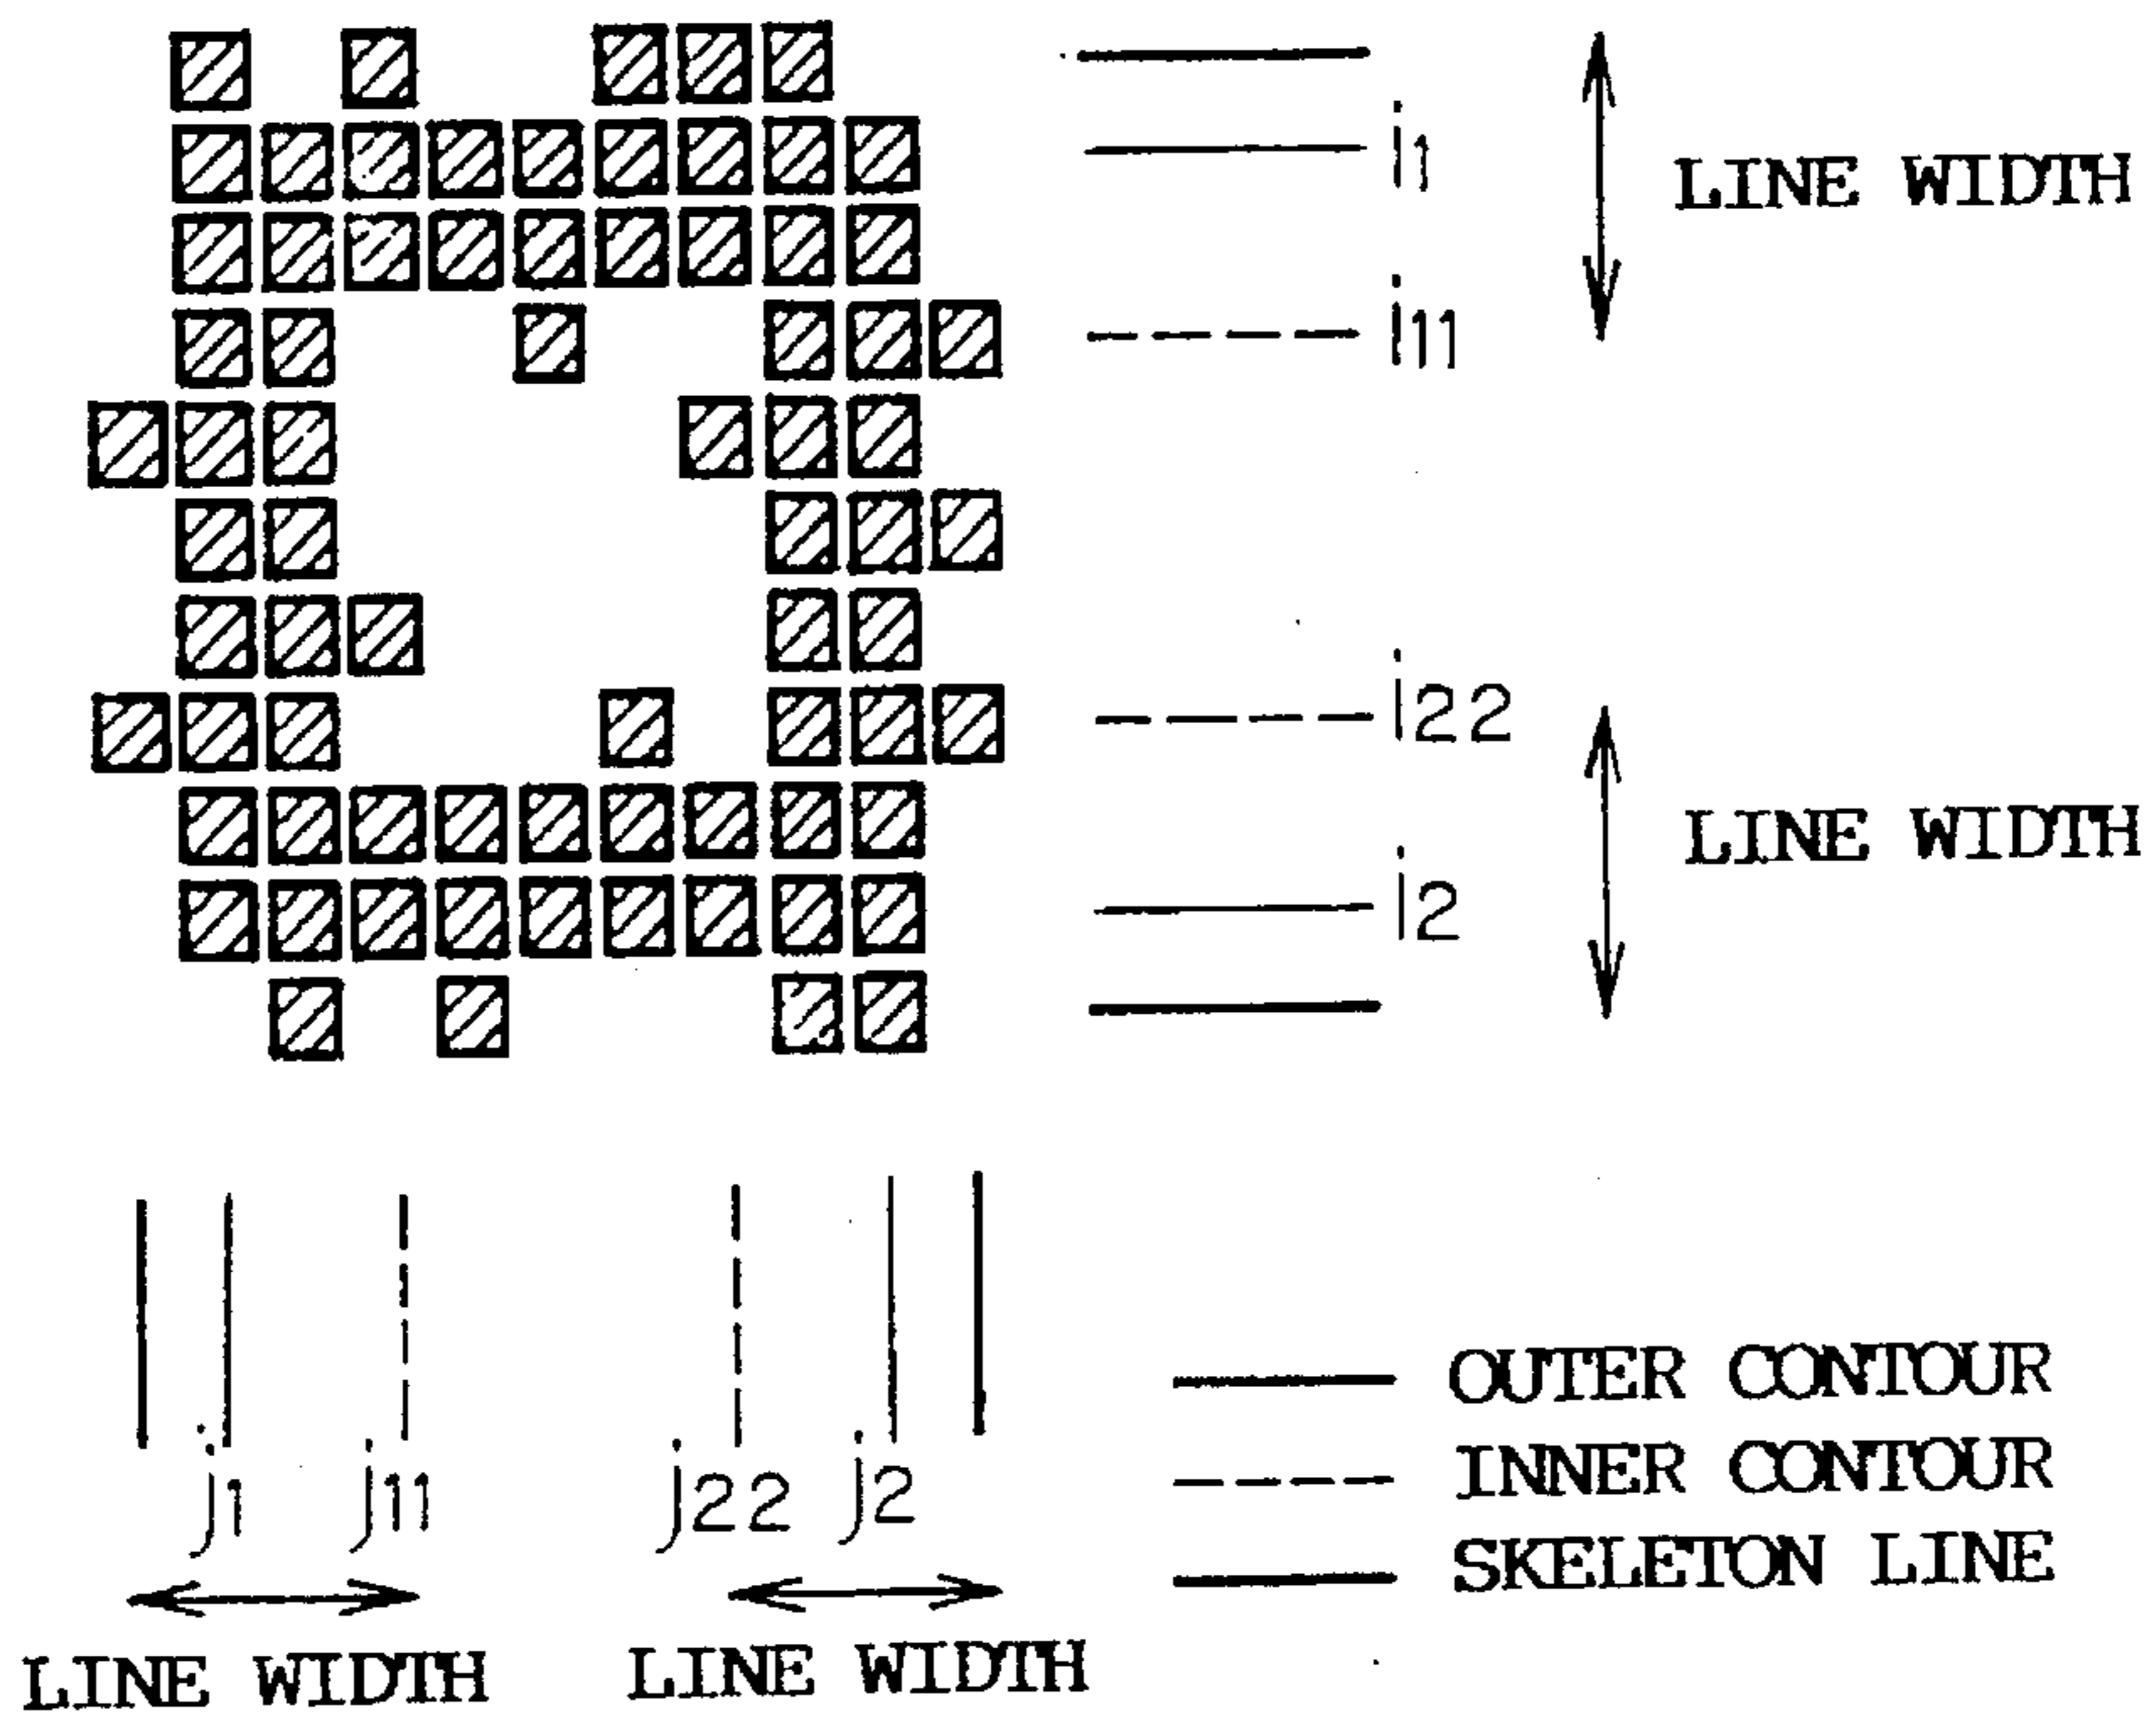 i1
LINE WIDTH
i11
i22
LINE WIDTH
i2
j1 j11 j22 j2
OUTER CONTOUR
INNER CONTOUR
SKELETON LINE
LINE WIDTH LINE WIDTH